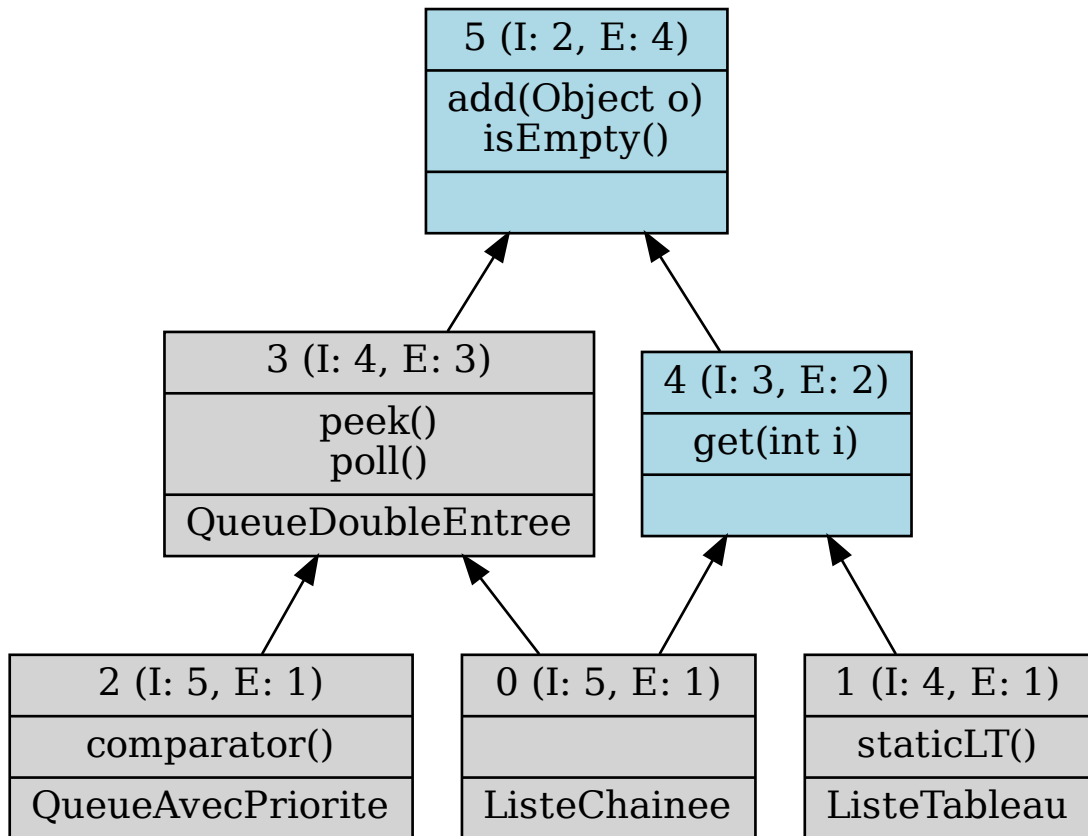 5 (I: 2, E: 4)
add(Object o)
isEmpty()
3 (I: 4, E: 3)
peek()
poll()
QueueDoubleEntree
4 (I: 3, E: 2)
get(int i)
2 (I: 5, E: 1)
comparator()
QueueAvecPriorite
0 (I: 5, E: 1)
ListeChainee
1 (I: 4, E: 1)
staticLT()
ListeTableau